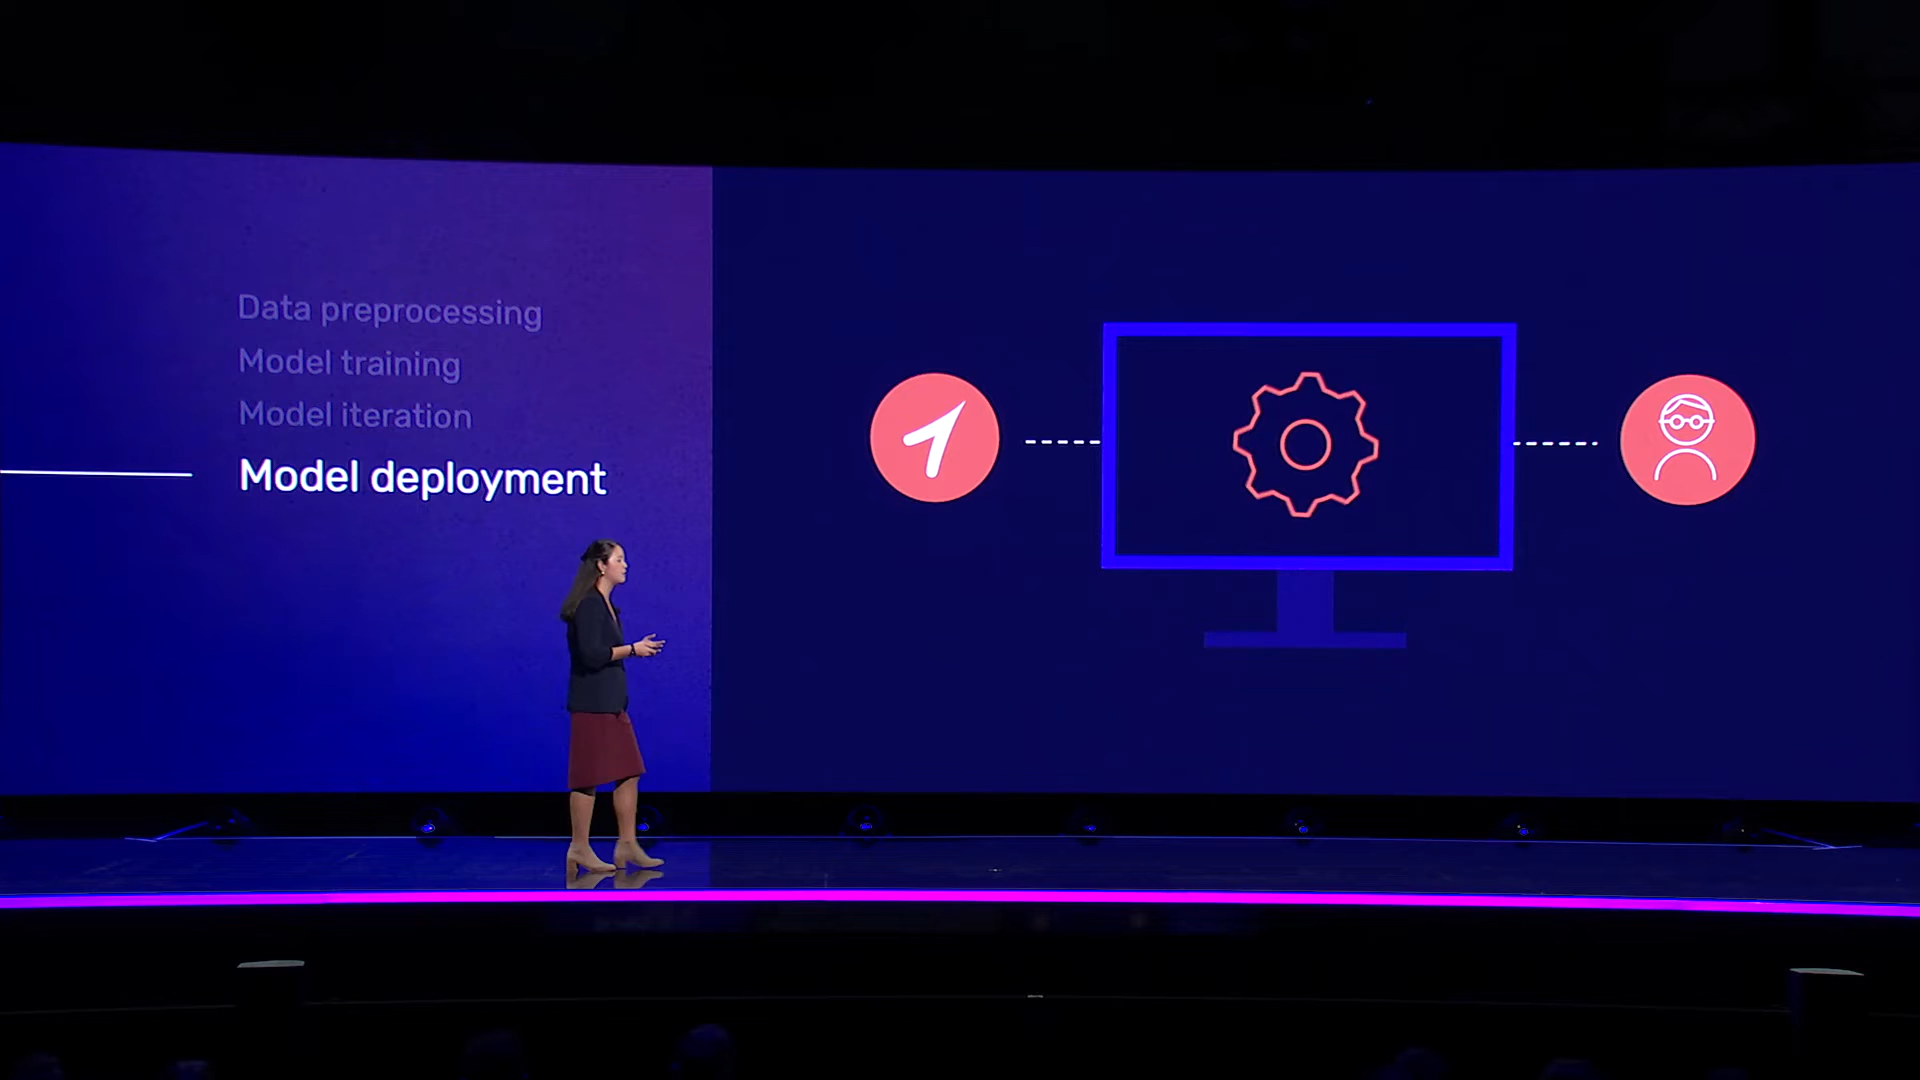 Data preprocessing
Model training
Model iteration
Model deployment